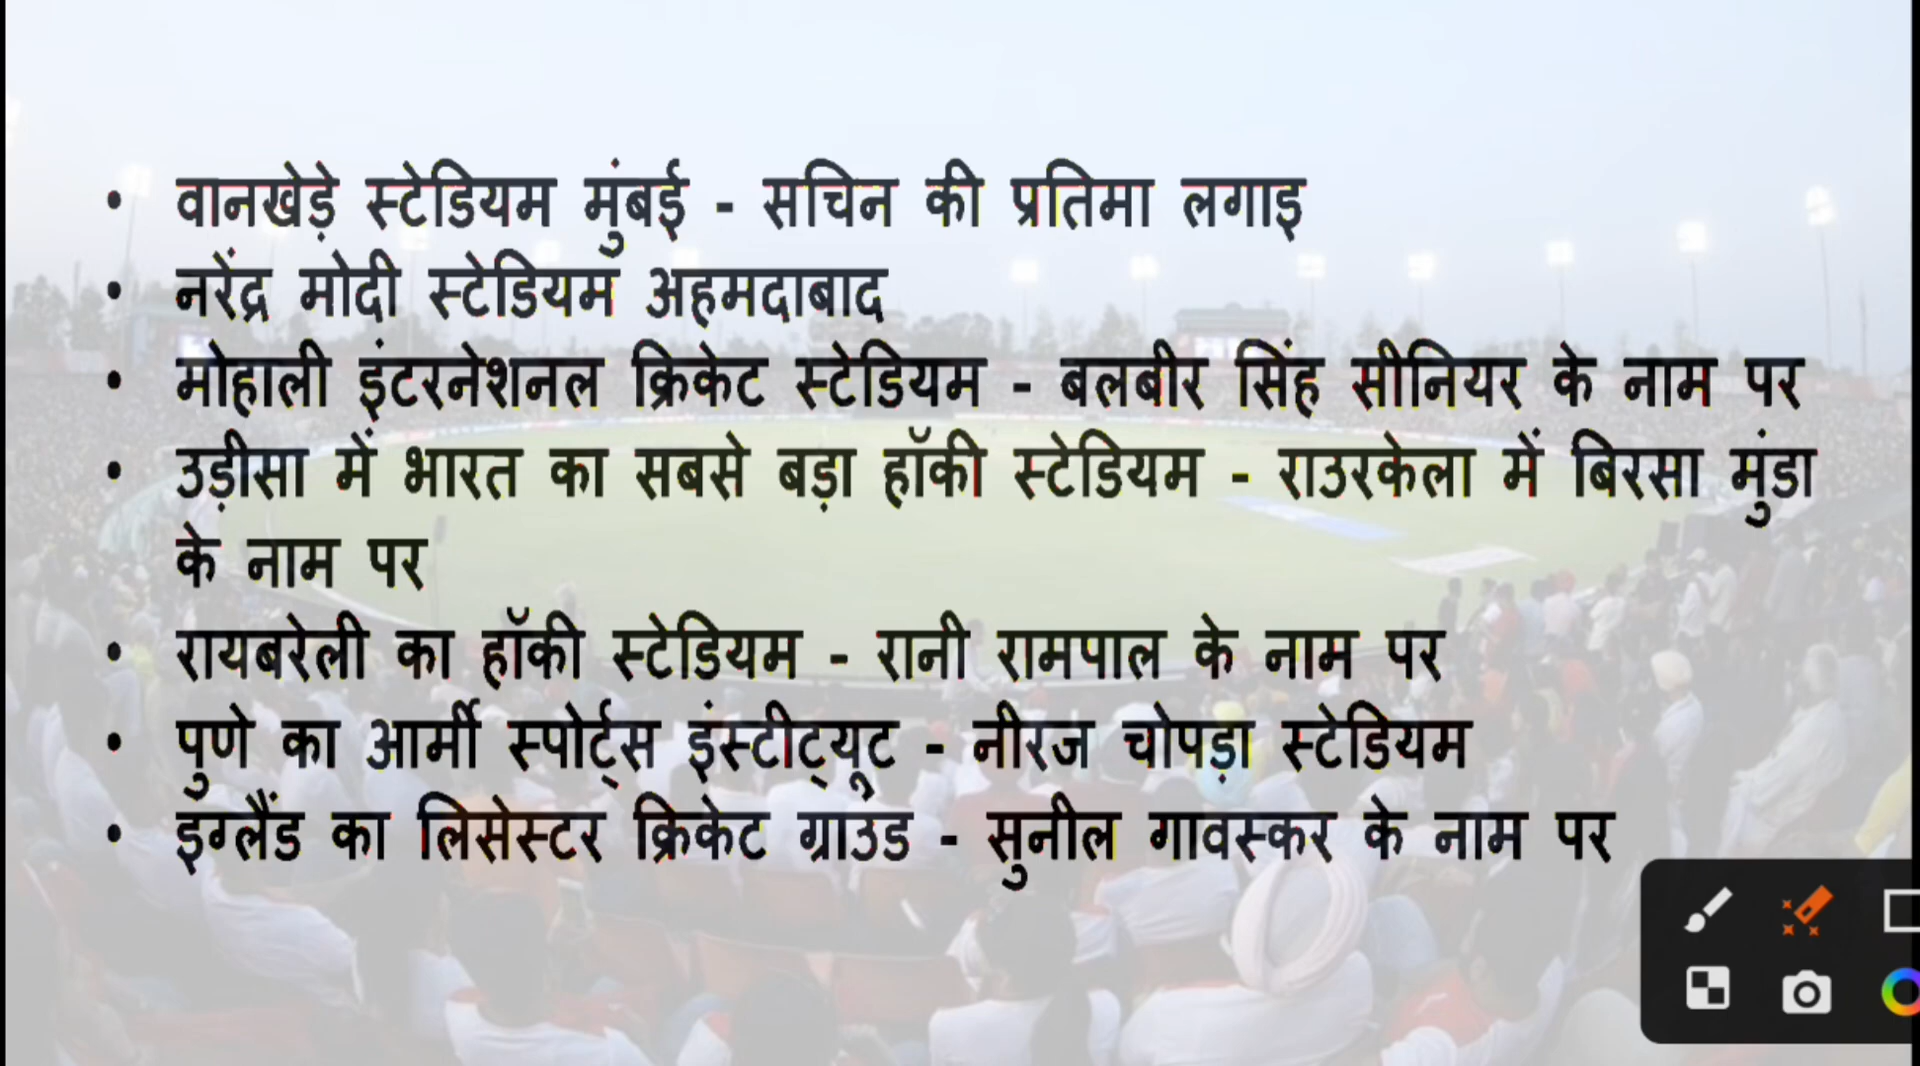 • वानखेड़े स्टेडियम मुंबई - सचिन की प्रतिमा लगाइ
• नरेंद्र मोदी स्टेडियम अहमदाबाद
• मोहाली इंटरनेशनल क्रिकेट स्टेडियम - बलबीर सिंह सीनियर के नाम पर
• उड़ीसा में भारत का सबसे बड़ा हॉकी स्टेडियम - राउरकेला में बिरसा मुंडा
के नाम पर
• रायबरेली का हॉकी स्टेडियम - रानी रामपाल के नाम पर
• पुणे का आर्मी स्पोर्ट्स इंस्टीट्यूट - नीरज चोपड़ा स्टेडियम
• इंग्लैंड का लिसेस्टर क्रिकेट ग्राउंड - सुनील गावस्कर के नाम पर